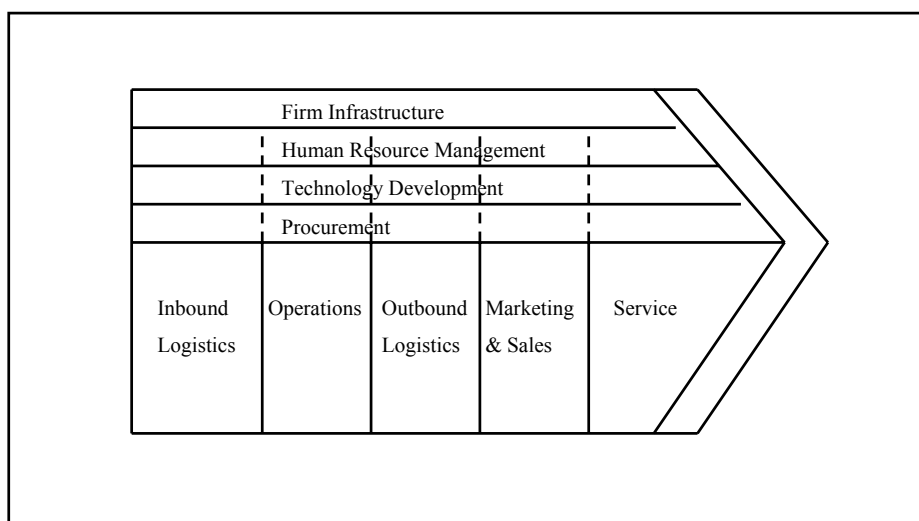 Firm Infrastructure
Human Resource Management
Technology Development
Procurement
Inbound
Logistics
Operations
Outbound
Logistics
Marketing
& Sales
Service